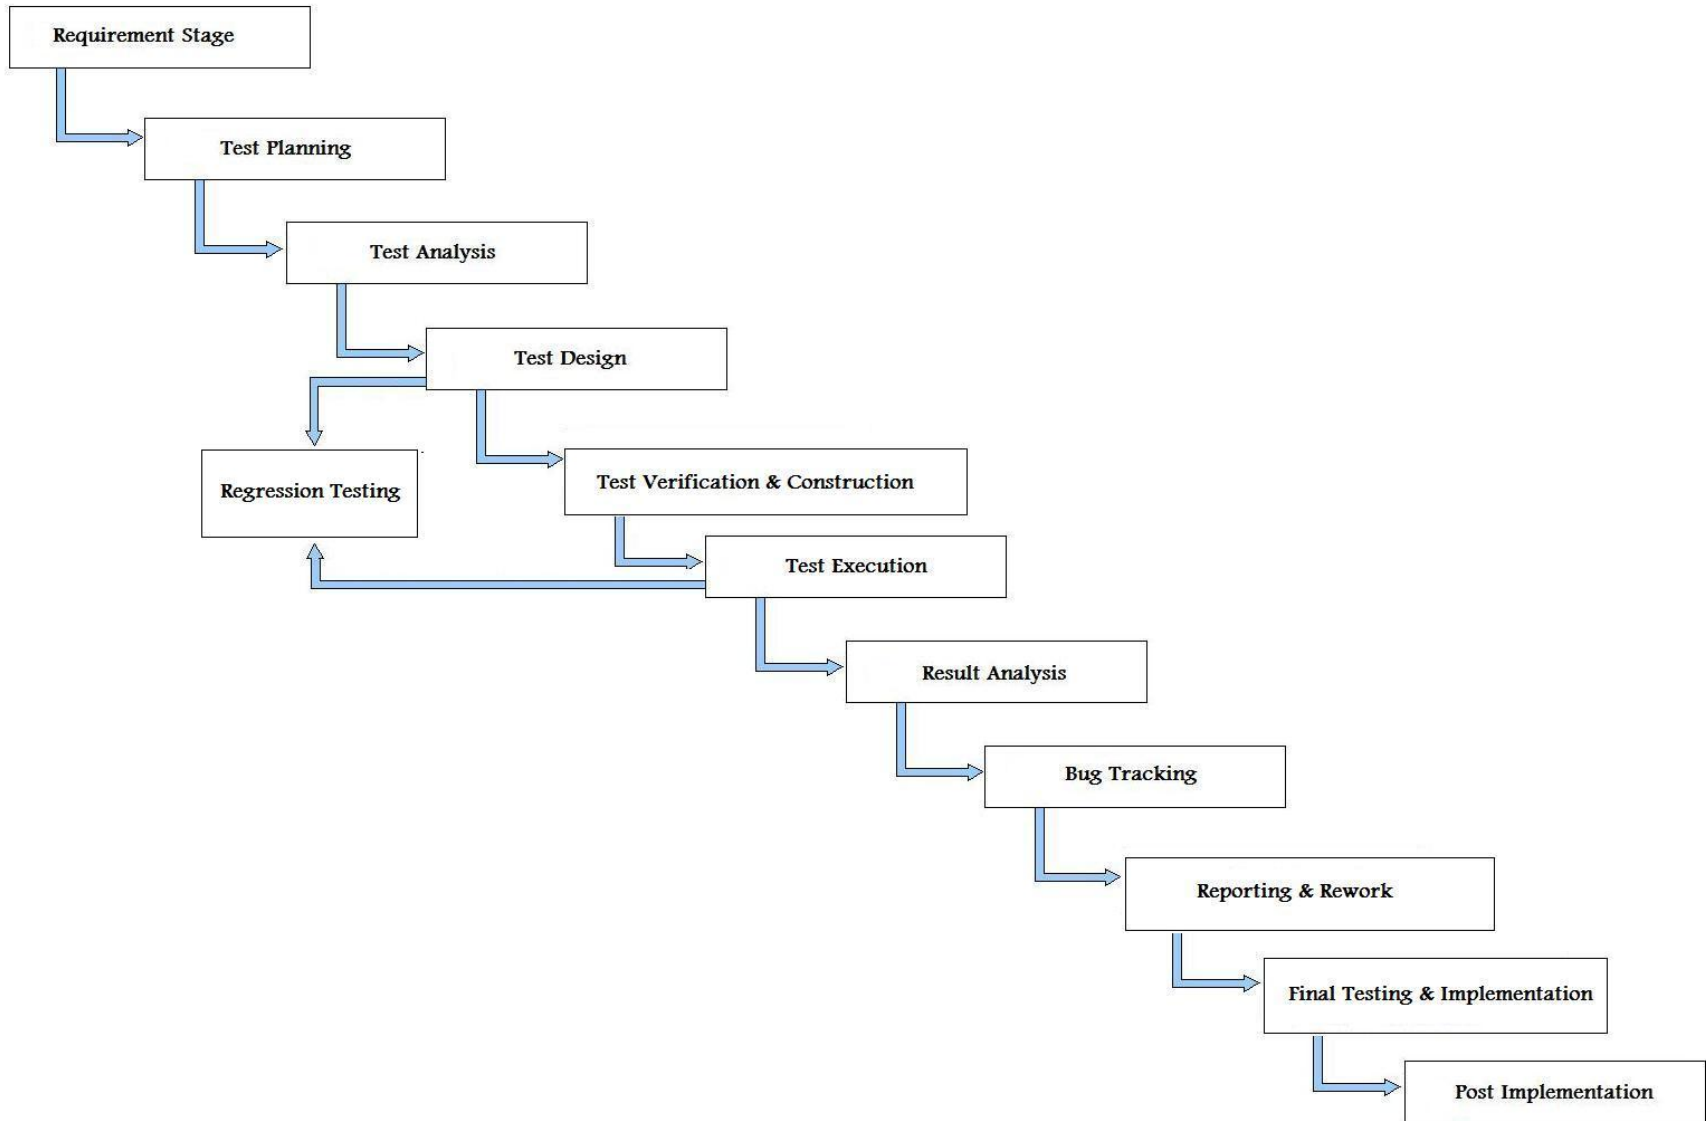 Requirement Stage
Test Planning
Test Analysis
Test Design
Regression Testing
Test Verification & Construction
Test Execution
Result Analysis
Bug Tracking
Reporting & Rework
Final Testing & Implementation
Post Implementation